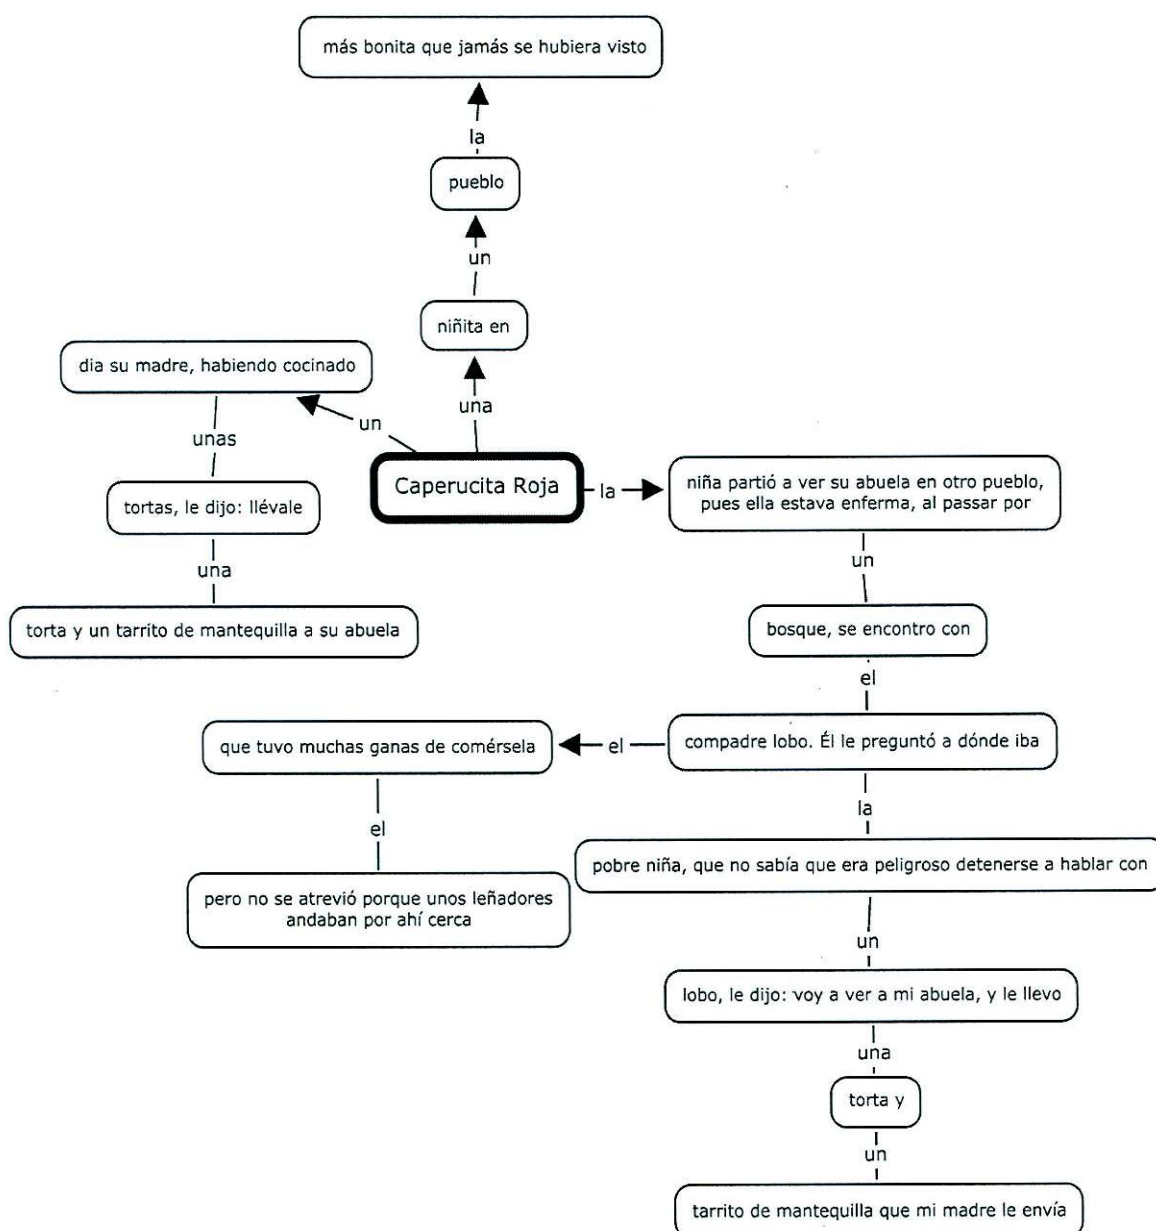 más bonita que jamás se hubiera visto
la
pueblo
un
niñita en
una
Caperucita Roja
un
dia su madre, habiendo cocinado
unas
tortas, le dijo: llévale
una
torta y un tarrito de mantequilla a su abuela
la
niña partió a ver su abuela en otro pueblo,
pues ella estava enferma, al passar por
un
bosque, se encontro con
el
compadre lobo. Él le preguntó a dónde iba
el
que tuvo muchas ganas de comérsela
el
pero no se atrevió porque unos leñadores
andaban por ahí cerca
la
pobre niña, que no sabía que era peligroso detenerse a hablar con
un
lobo, le dijo: voy a ver a mi abuela, y le llevo
una
torta y
un
tarrito de mantequilla que mi madre le envía